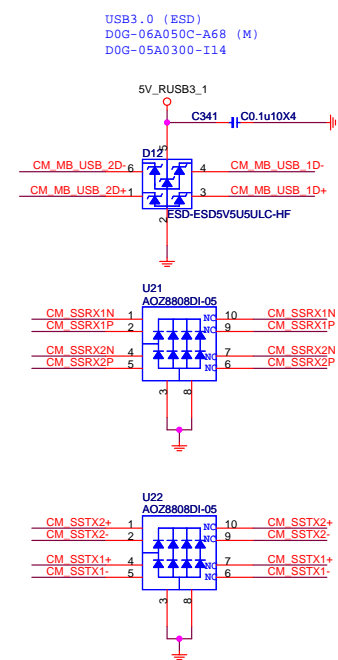 USB3.0 (ESD)
D0G-06A050C-A68 (M)
D0G-05A0300-I14
5V_RUSB3_1
C341 C0.1u10X4
D12
5
CM_MB_USB_2D- 6 4 CM_MB_USB_1D-
CM_MB_USB_2D+ 1 3 CM_MB_USB_1D+
ESD-ESD5V5U5ULC-HF
2
U21
AOZ8808DI-05
CM_SSRX1N 1 NC 10 CM_SSRX1N
CM_SSRX1P 2 NC 9 CM_SSRX1P
CM_SSRX2N 4 NC 7 CM_SSRX2N
CM_SSRX2P 5 NC 6 CM_SSRX2P
3 8
U22
AOZ8808DI-05
CM_SSTX2+ 1 NC 10 CM_SSTX2+
CM_SSTX2- 2 NC 9 CM_SSTX2-
CM_SSTX1+ 4 NC 7 CM_SSTX1+
CM_SSTX1- 5 NC 6 CM_SSTX1-
3 8